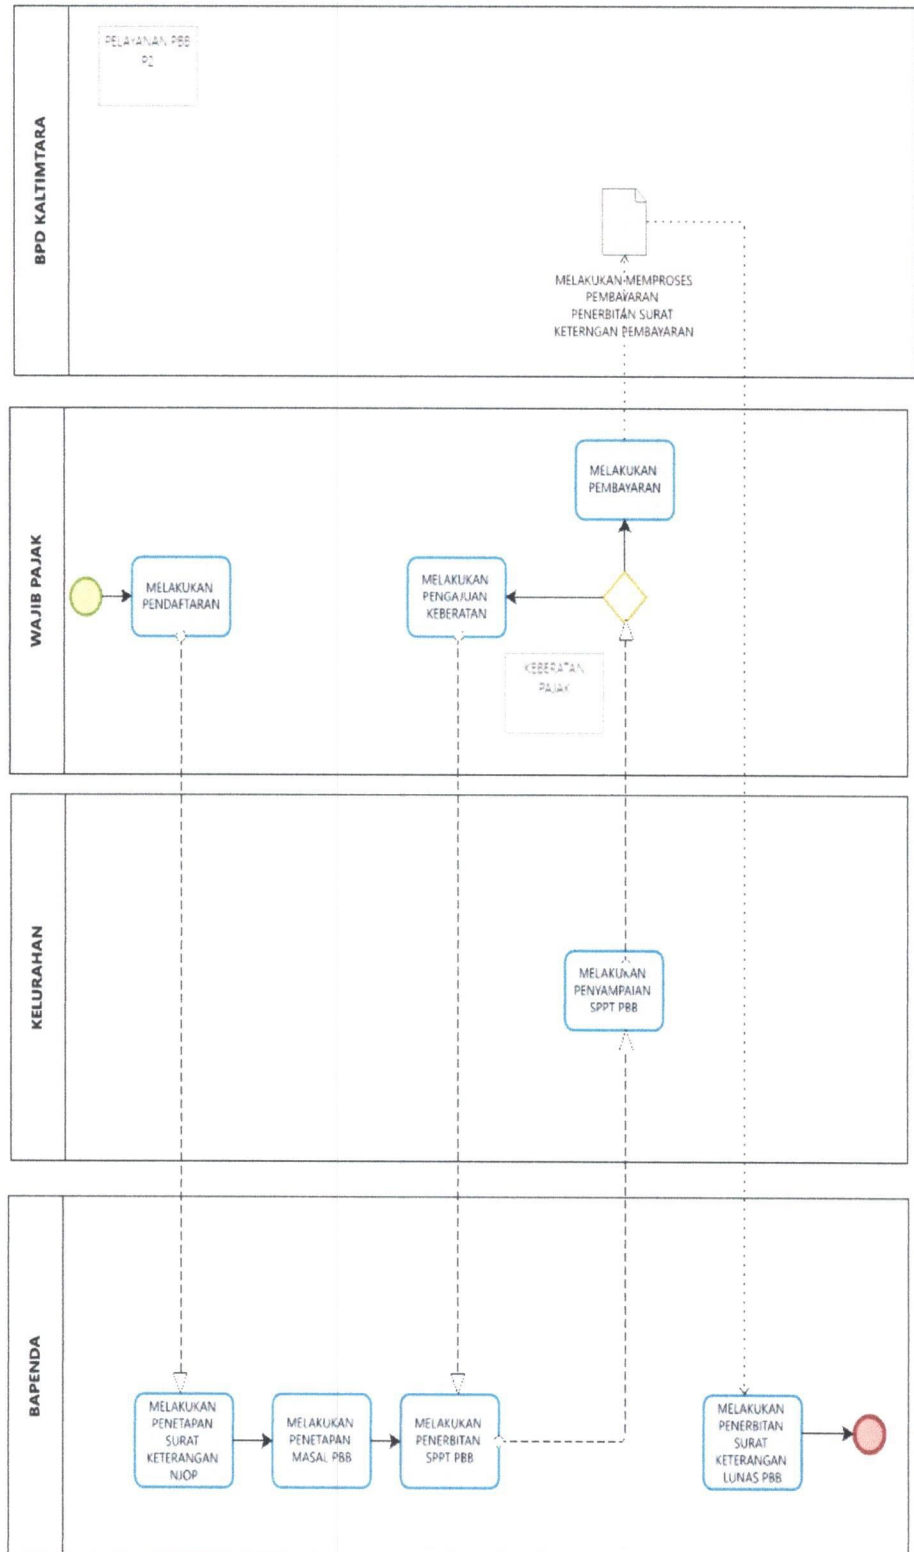 BPD KALTIMTARA
PELAYANAN PBB
P2
MELAKUKAN MEMPROSES
PEMBAYARAN
PENERBITAN SURAT
KETERNGAN PEMBAYARAN
WAJIB PAJAK
MELAKUKAN
PENDAFTARAN
MELAKUKAN
PENGAJUAN
KEBERATAN
MELAKUKAN
PEMBAYARAN
KEBERATAN
PAJAK
KELURAHAN
MELAKUKAN
PENYAMPAIAN
SPPT PBB
BAPENDA
MELAKUKAN
PENETAPAN
SURAT
KETERANGAN
NJOP
MELAKUKAN
PENETAPAN
MASAL PBB
MELAKUKAN
PENERBITAN
SPPT PBB
MELAKUKAN
PENERBITAN
SURAT
KETERANGAN
LUNAS PBB